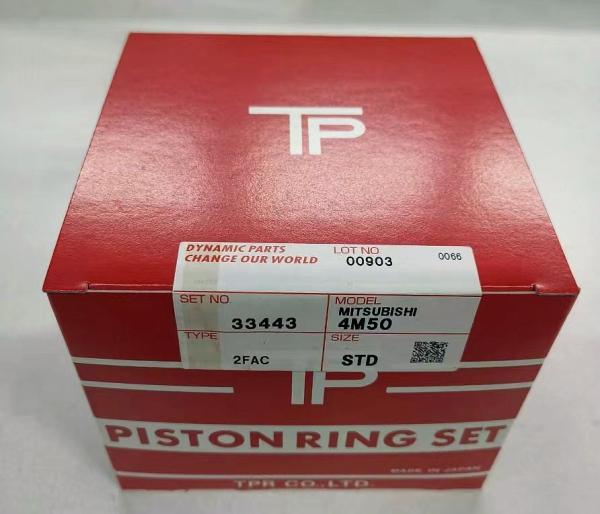 TP
DYNAMIC PARTS
CHANGE OUR WORLD
LOT NO
00903
0066
SET NO
33443
MODEL
MITSUBISHI
4M50
TYPE
2FAC
SIZE
STD
TP
PISTON RING SET
MADE IN JAPAN
TPR CO.,LTD.